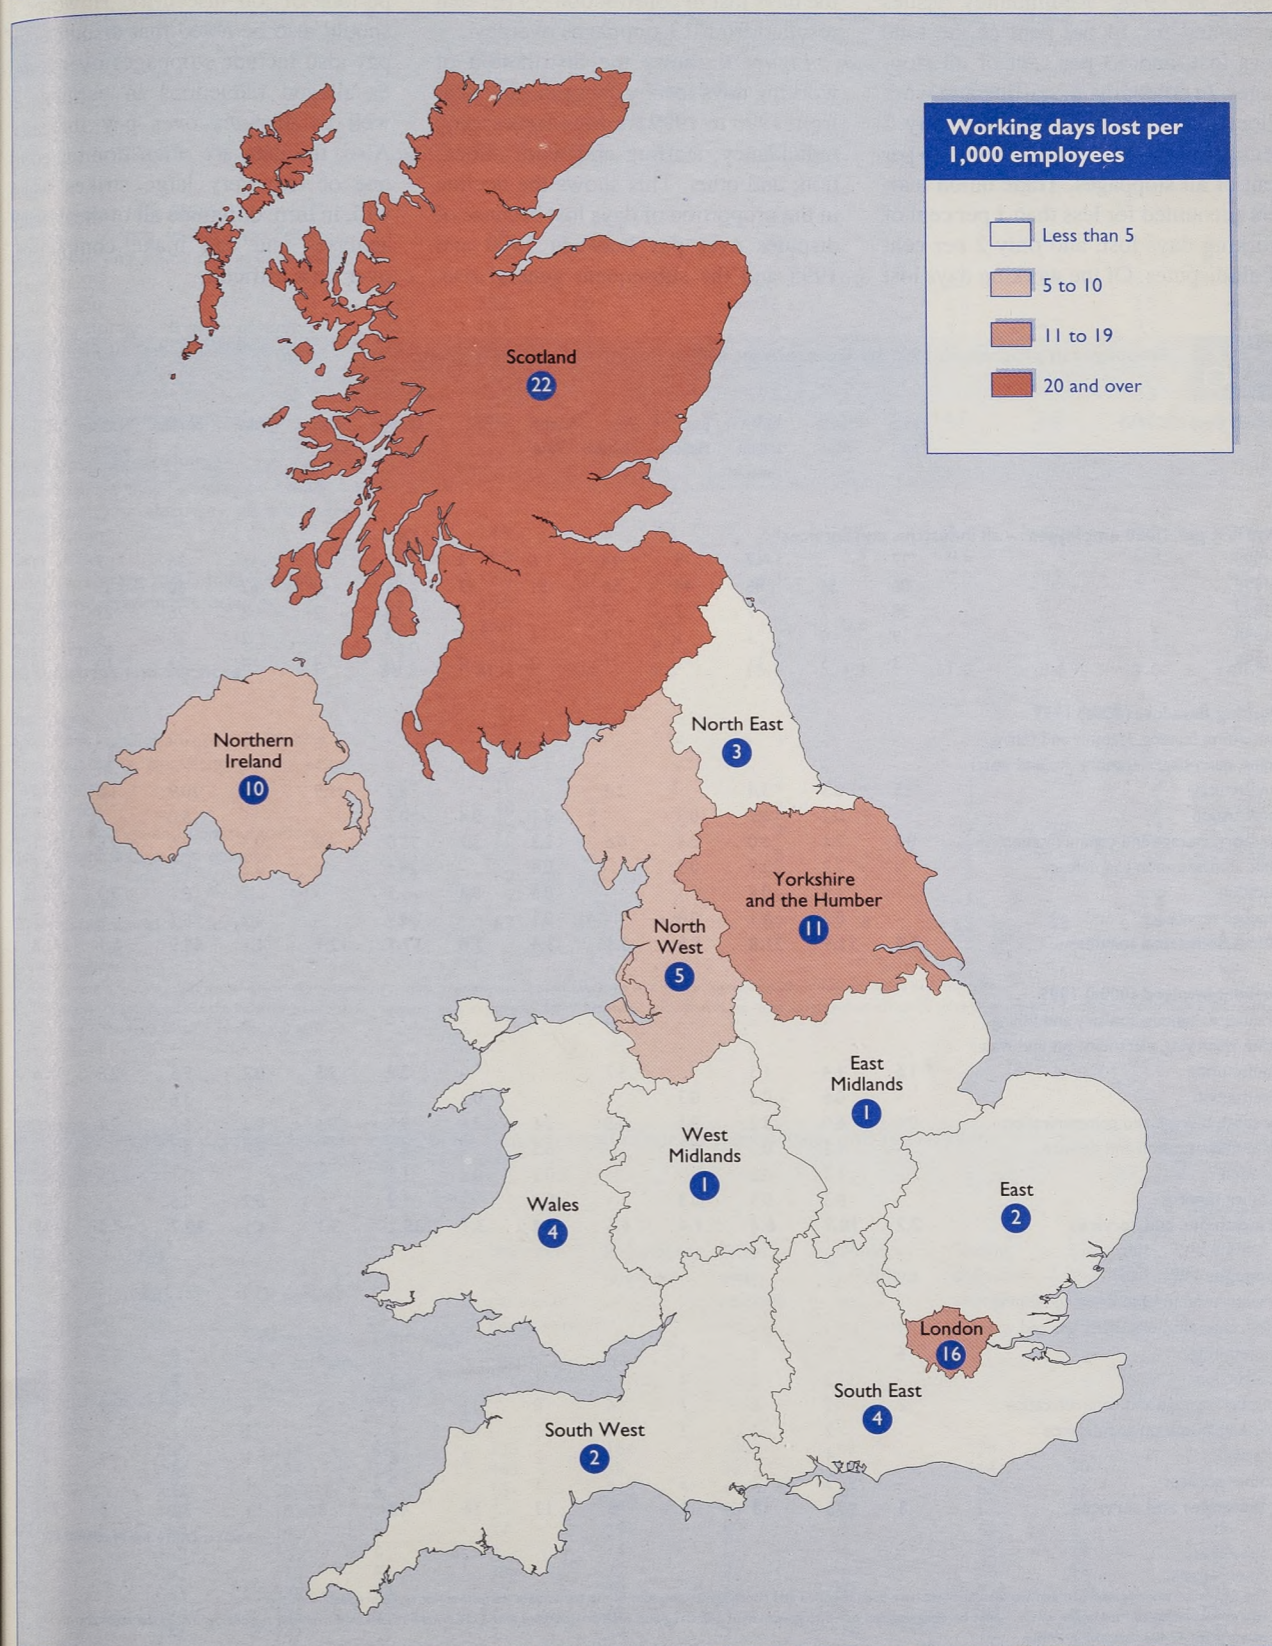 Working days lost per
1,000 employees
Less than 5
5 to 10
11 to 19
20 and over
Scotland
22
Northern
Ireland
10
North East
3
Yorkshire
and the Humber
11
North
West
5
East
Midlands
1
West
Midlands
1
Wales
4
East
2
London
16
South East
4
South West
2